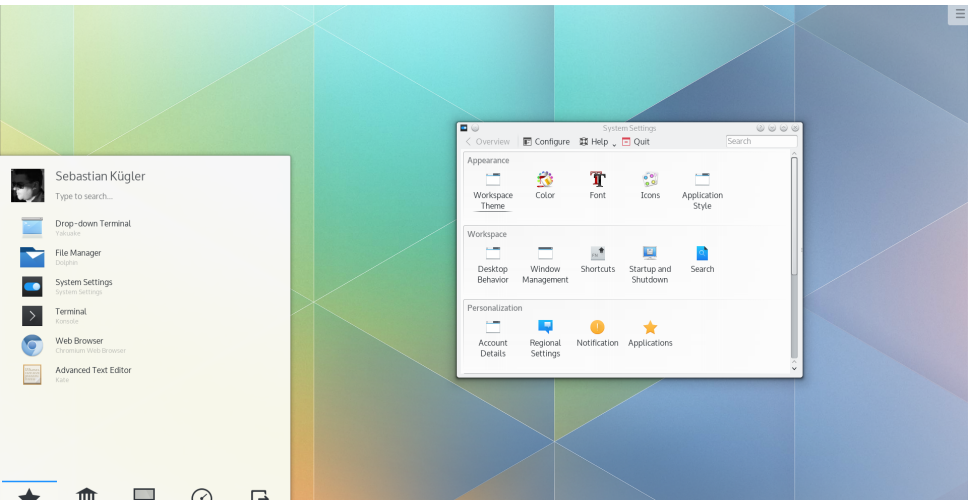 Sebastian Kügler
Type to search...
Drop-down Terminal
Yakuake
File Manager
Dolphin
System Settings
System Settings
Terminal
Konsole
Web Browser
Chromium Web Browser
Advanced Text Editor
Kate
System Settings
Overview Configure Help Quit Search
Appearance
Workspace Theme
Color
Font
Icons
Application Style
Workspace
Desktop Behavior
Window Management
Shortcuts
Startup and Shutdown
Search
Personalization
Account Details
Regional Settings
Notification
Applications